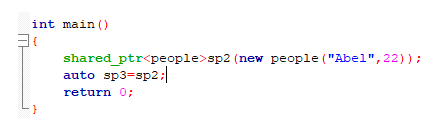 int main()
{
shared_ptr<people>sp2(new people("Abel",22));
auto sp3=sp2;
return 0;
}